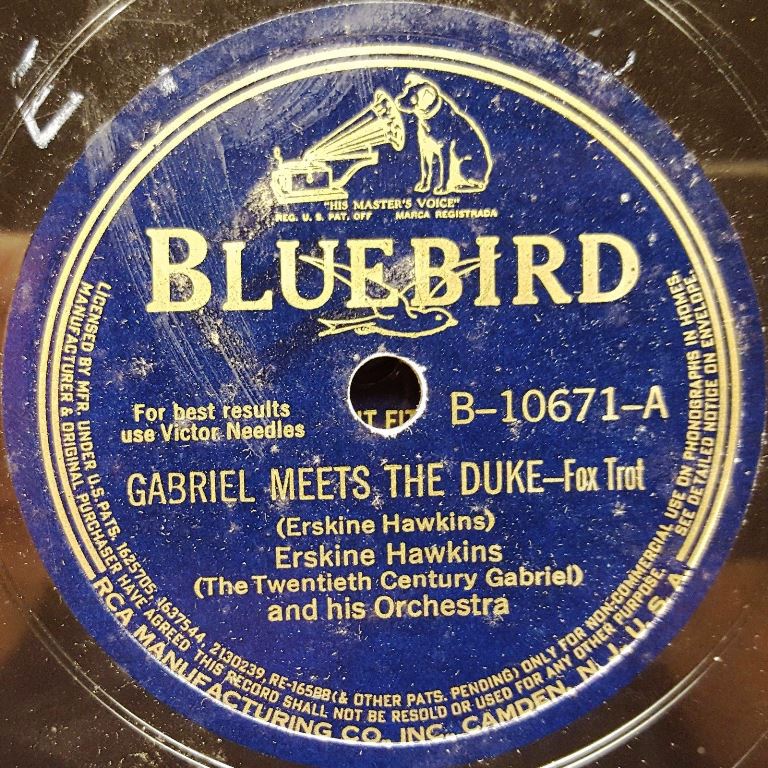 "HIS MASTER'S VOICE"
REG. U. S. PAT. OFF MARCA REGISTRADA
BLUEBIRD
For best results
use Victor Needles
B-10671-A
GABRIEL MEETS THE DUKE—Fox Trot
(Erskine Hawkins)
Erskine Hawkins
(The Twentieth Century Gabriel)
and his Orchestra
LICENSED BY MFR. UNDER U.S. PATS. 1625705, 1637544, 2130239, RE-16588 (& OTHER PATS. PENDING) ONLY FOR NON-COMMERCIAL USE ON PHONOGRAPHS IN HOMES.
MANUFACTURER & ORIGINAL PURCHASER HAVE AGREED THIS RECORD SHALL NOT BE RESOLD OR USED FOR ANY OTHER PURPOSE. SEE DETAILED NOTICE ON ENVELOPE.
RCA MANUFACTURING CO., INC., CAMDEN, N. J., U. S. A.